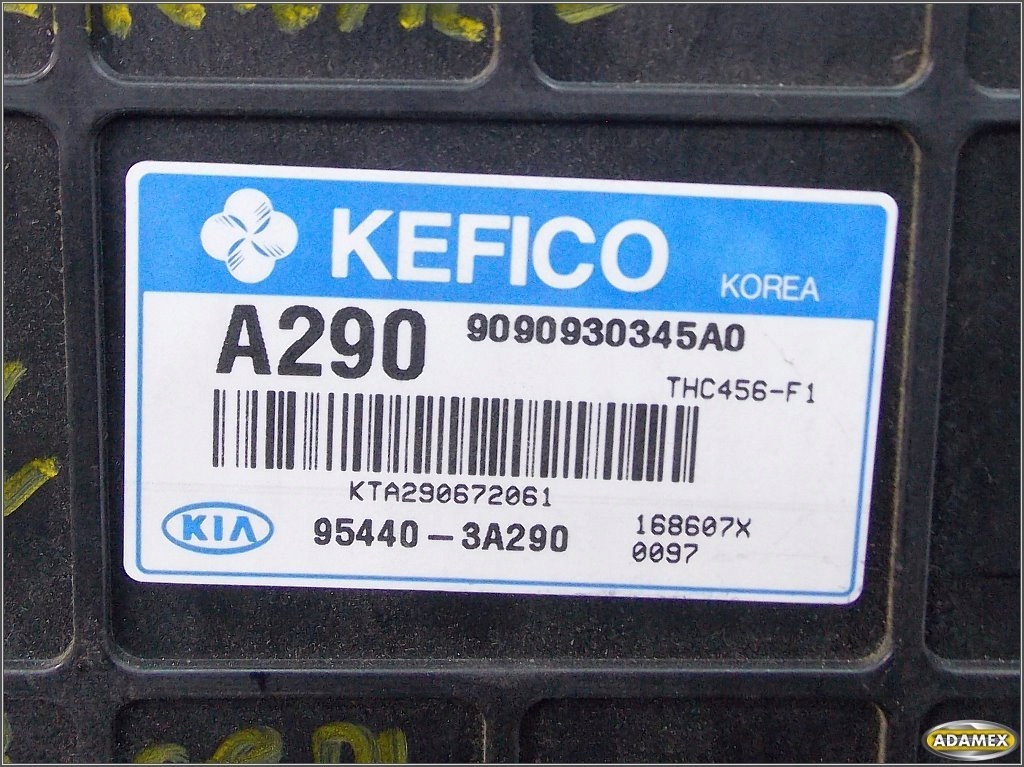 KEFICO
KOREA
A290
9090930345A0
THC456-F1
KTA290672061
KIA
95440-3A290
168607X
0097
ADAMEX